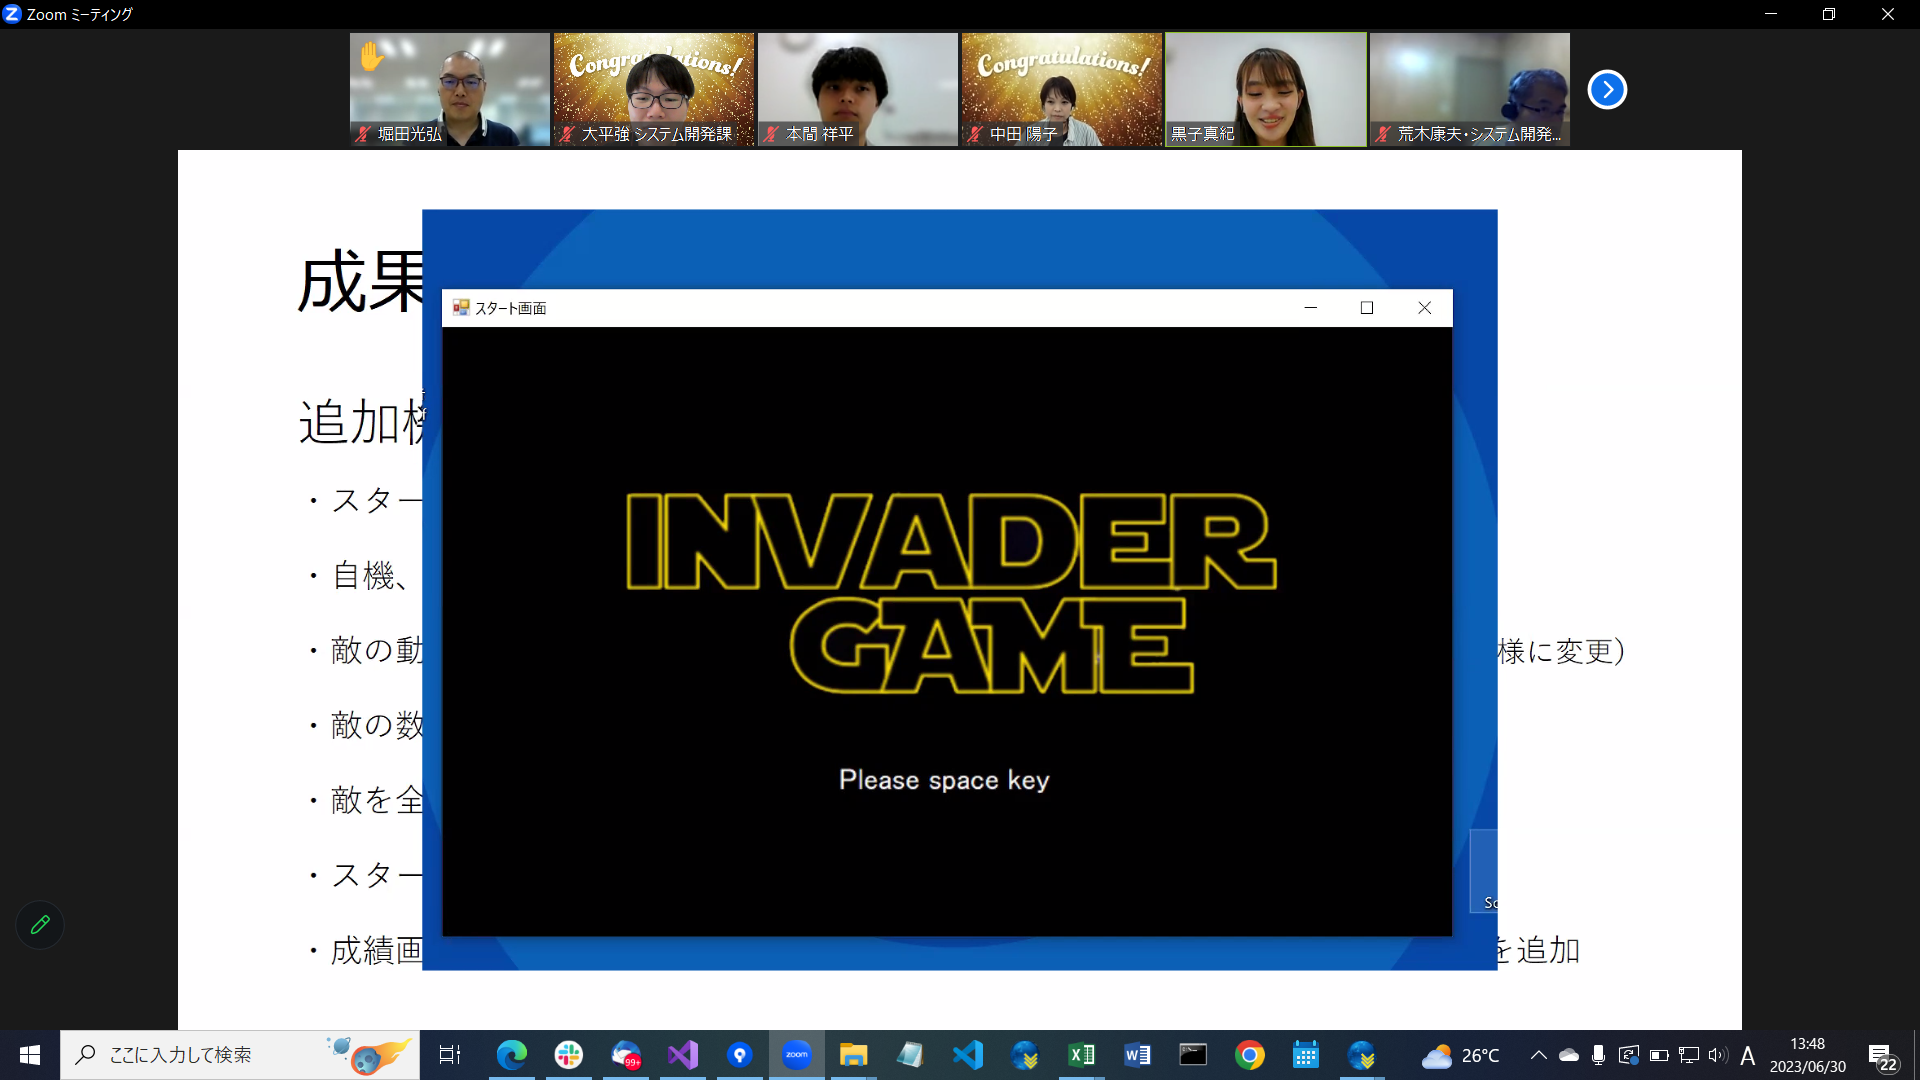 Zoom ミーティング
Congratulations!
Congratulations!
堀田光弘
大平強 システム開発課
本間 祥平
中田 陽子
黒子真紀
荒木康夫・システム開発...
成果
スタート画面
追加機
・スター
・自機、
・敵の動
様に変更）
・敵の数
・敵を全
・スター
・成績画
を追加
INVADER
GAME
Please space key
Sc
ここに入力して検索
99+
zoom
26°C
A
13:48
2023/06/30
22